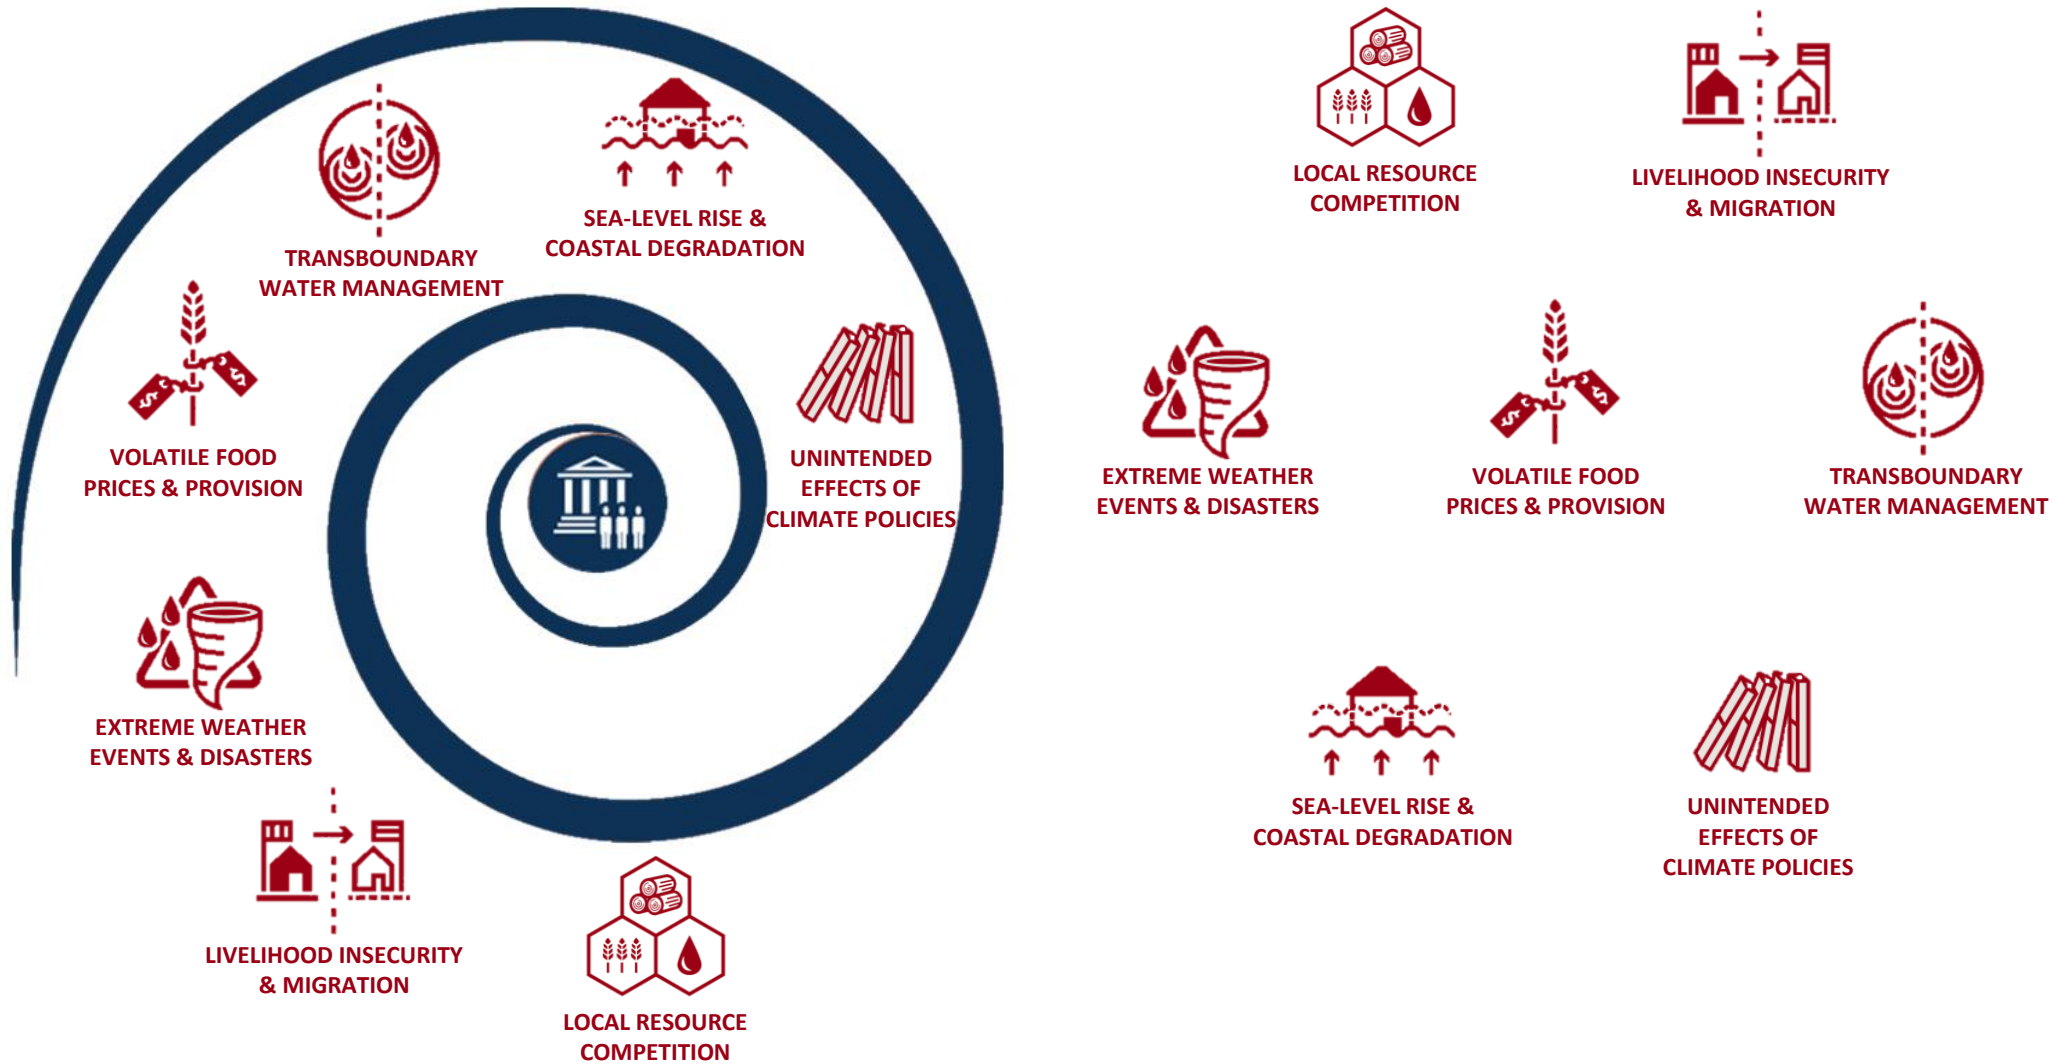 TRANSBOUNDARY
WATER MANAGEMENT
SEA-LEVEL RISE &
COASTAL DEGRADATION
VOLATILE FOOD
PRICES & PROVISION
UNINTENDED
EFFECTS OF
CLIMATE POLICIES
EXTREME WEATHER
EVENTS & DISASTERS
LIVELIHOOD INSECURITY
& MIGRATION
LOCAL RESOURCE
COMPETITION
LOCAL RESOURCE
COMPETITION
LIVELIHOOD INSECURITY
& MIGRATION
EXTREME WEATHER
EVENTS & DISASTERS
VOLATILE FOOD
PRICES & PROVISION
TRANSBOUNDARY
WATER MANAGEMENT
SEA-LEVEL RISE &
COASTAL DEGRADATION
UNINTENDED
EFFECTS OF
CLIMATE POLICIES